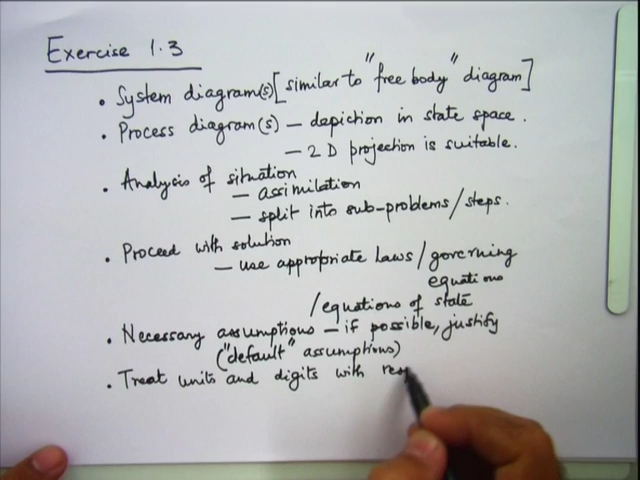 Exercise 1.3
• System diagram(s) [similar to "free body" diagram]
• Process diagram(s) – depiction in state space.
– 2 D projection is suitable.
• Analysis of situation
– assimilation
– split into sub-problems/steps.
• Proceed with solution
– use appropriate Laws/governing
equations
/equations of state
• Necessary assumptions – if possible, justify
("default" assumptions)
• Treat units and digits with res